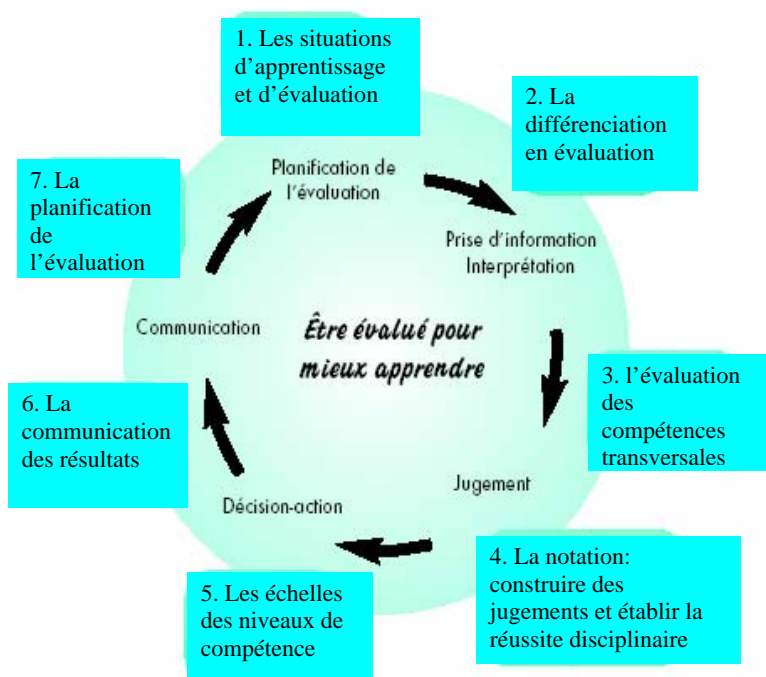 1. Les situations
d’apprentissage
et d’évaluation
2. La
différenciation
en évaluation
Planification de
l'évaluation
7. La
planification
de
l’évaluation
Prise d'information
Interprétation
Communication
Être évalué pour
mieux apprendre
3. l’évaluation
des
compétences
transversales
6. La
communication
des résultats
Jugement
Décision-action
4. La notation:
construire des
jugements et établir la
réussite disciplinaire
5. Les échelles
des niveaux de
compétence